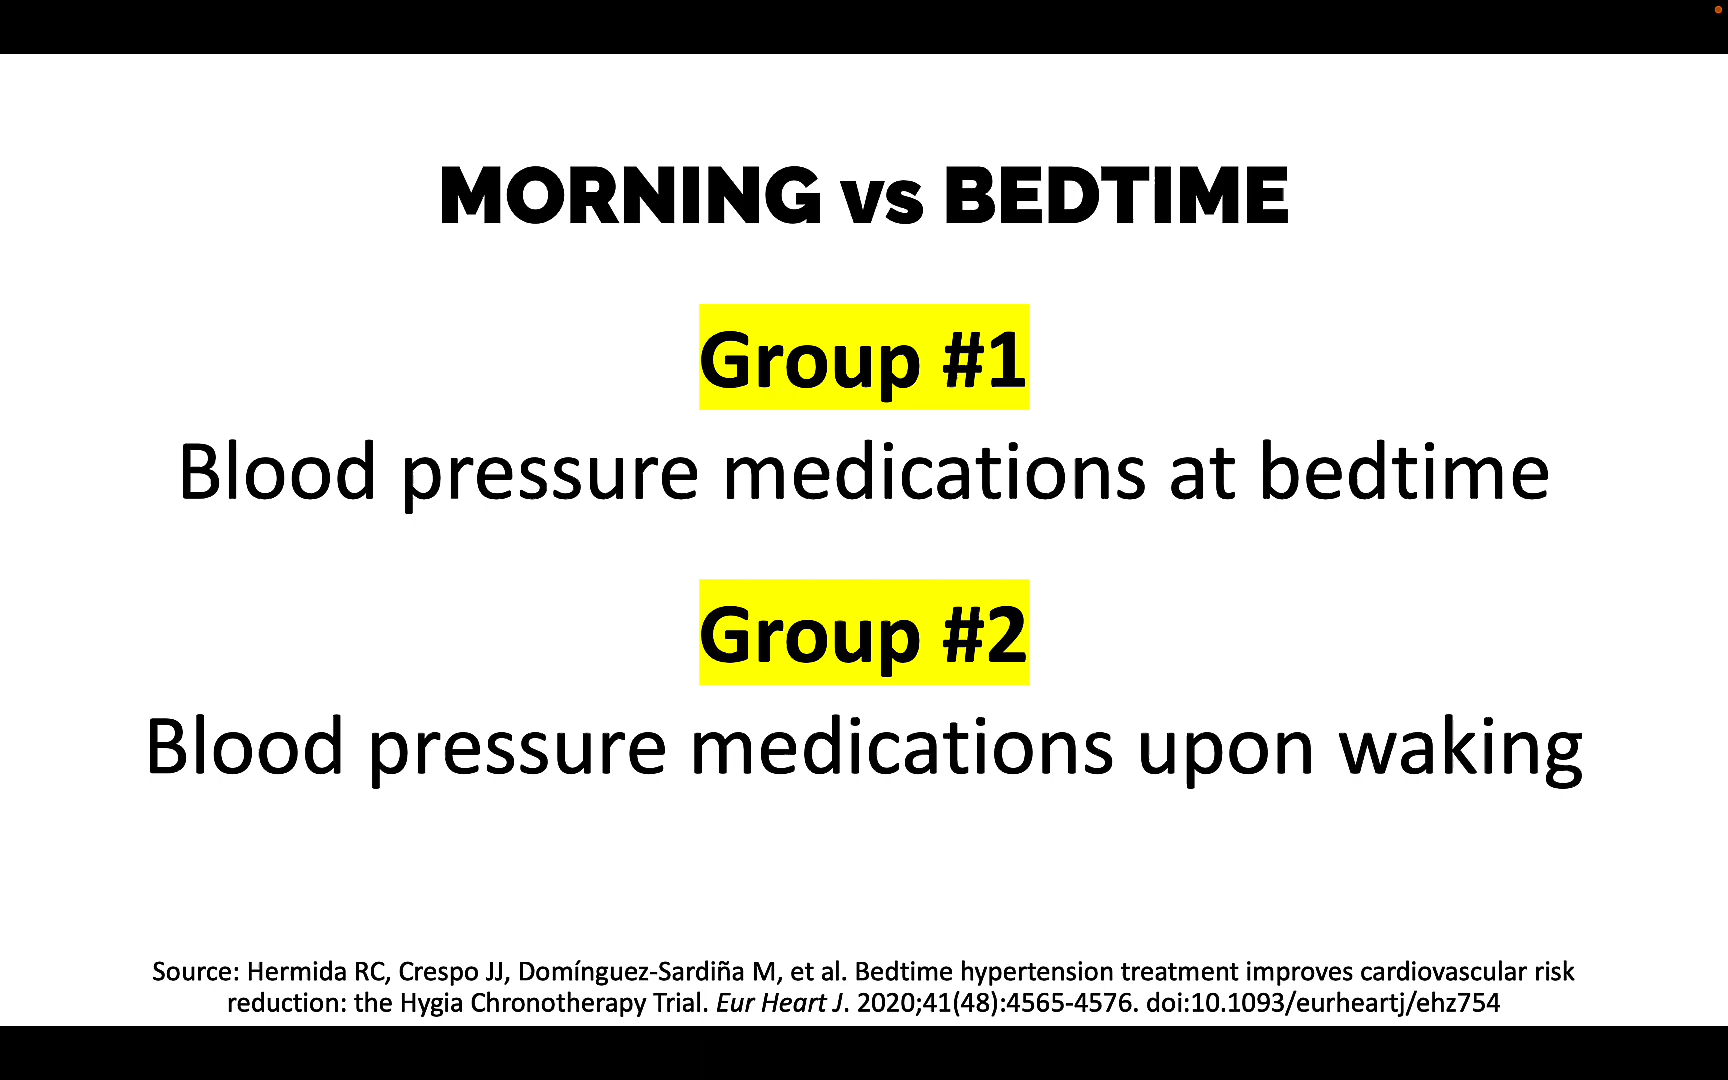 MORNING vs BEDTIME
Group #1
Blood pressure medications at bedtime
Group #2
Blood pressure medications upon waking
Source: Hermida RC, Crespo JJ, Domínguez-Sardiña M, et al. Bedtime hypertension treatment improves cardiovascular risk
reduction: the Hygia Chronotherapy Trial. Eur Heart J. 2020;41(48):4565-4576. doi:10.1093/eurheartj/ehz754